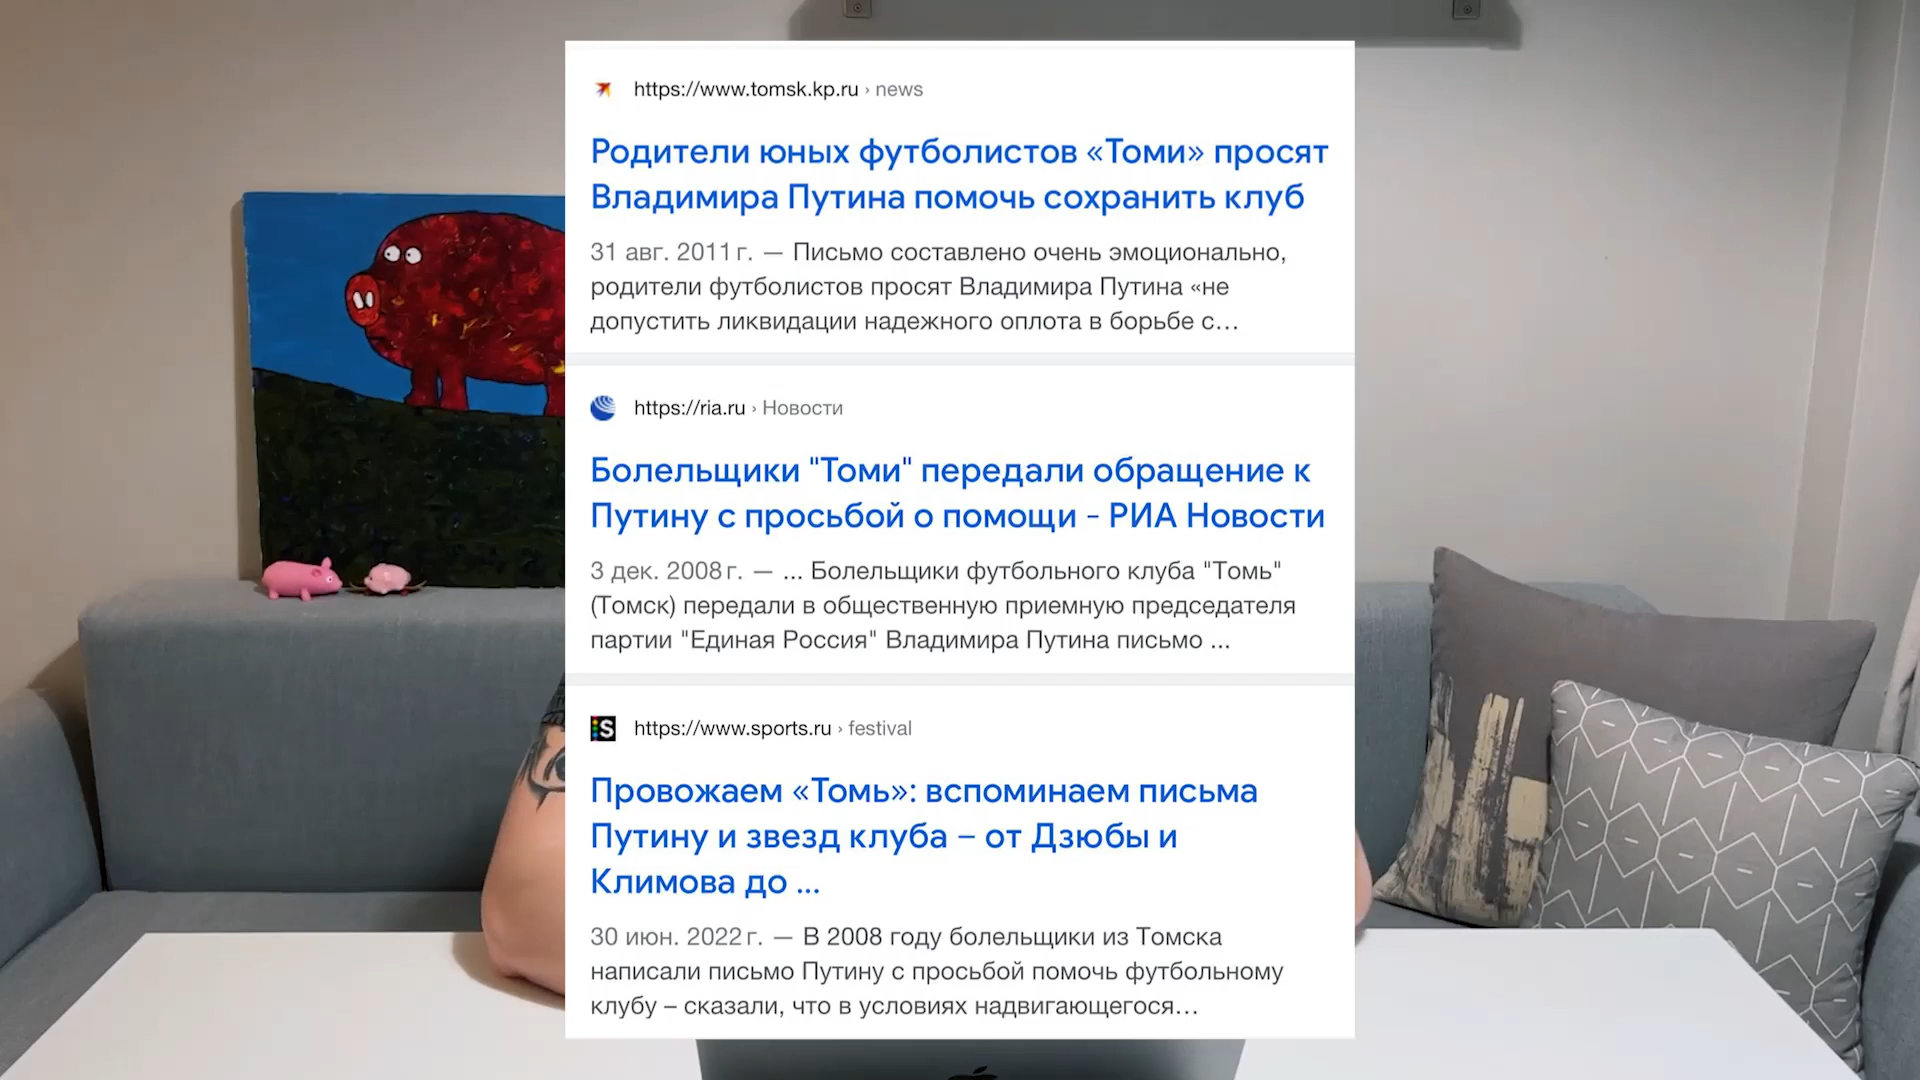 https://www.tomsk.kp.ru › news
Родители юных футболистов «Томи» просят
Владимира Путина помочь сохранить клуб
31 авг. 2011 г. — Письмо составлено очень эмоционально,
родители футболистов просят Владимира Путина «не
допустить ликвидации надежного оплота в борьбе с...
https://ria.ru › Новости
Болельщики "Томи" передали обращение к
Путину с просьбой о помощи - РИА Новости
3 дек. 2008 г. — ... Болельщики футбольного клуба "Томь"
(Томск) передали в общественную приемную председателя
партии "Единая Россия" Владимира Путина письмо ...
S
https://www.sports.ru › festival
Провожаем «Томь»: вспоминаем письма
Путину и звезд клуба – от Дзюбы и
Климова до ...
30 июн. 2022 г. — В 2008 году болельщики из Томска
написали письмо Путину с просьбой помочь футбольному
клубу – сказали, что в условиях надвигающегося...